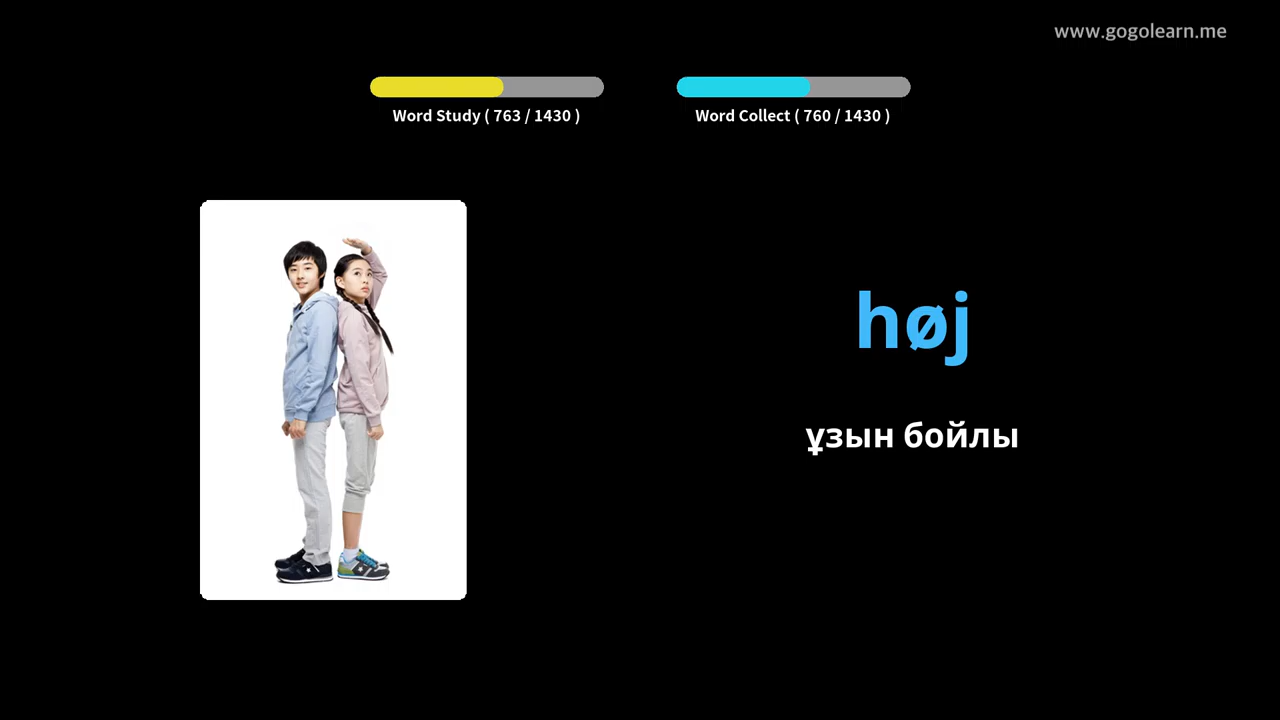 www.gogolearn.me
Word Study ( 763 / 1430 )
Word Collect ( 760 / 1430 )
høj
ұзын бойлы